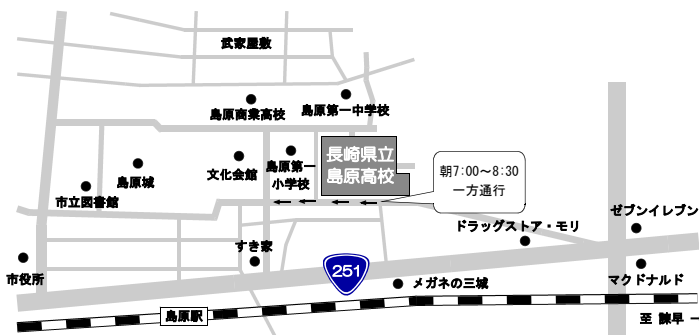 武家屋敷
島原商業高校
島原第一中学校
長崎県立
島原高校
島原城
文化会館
島原第一
小学校
市立図書館
朝7:00～8:30
一方通行
ゼブンイレブン
ドラッグストア・モリ
すき家
市役所
251
メガネの三城
マクドナルド
島原駅
至 諫早